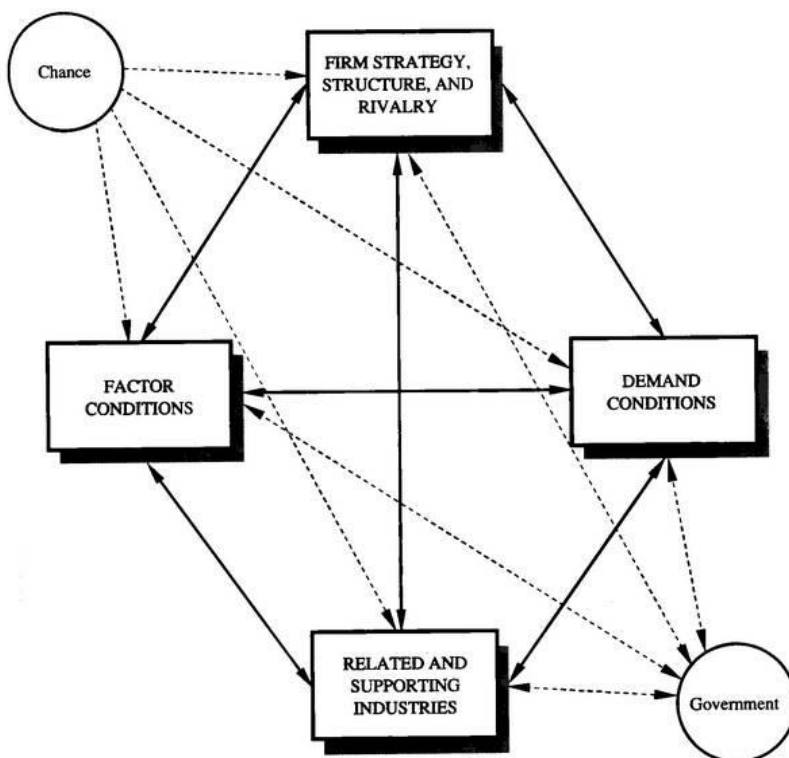 Chance
FIRM STRATEGY,
STRUCTURE, AND
RIVALRY
FACTOR
CONDITIONS
DEMAND
CONDITIONS
RELATED AND
SUPPORTING
INDUSTRIES
Government